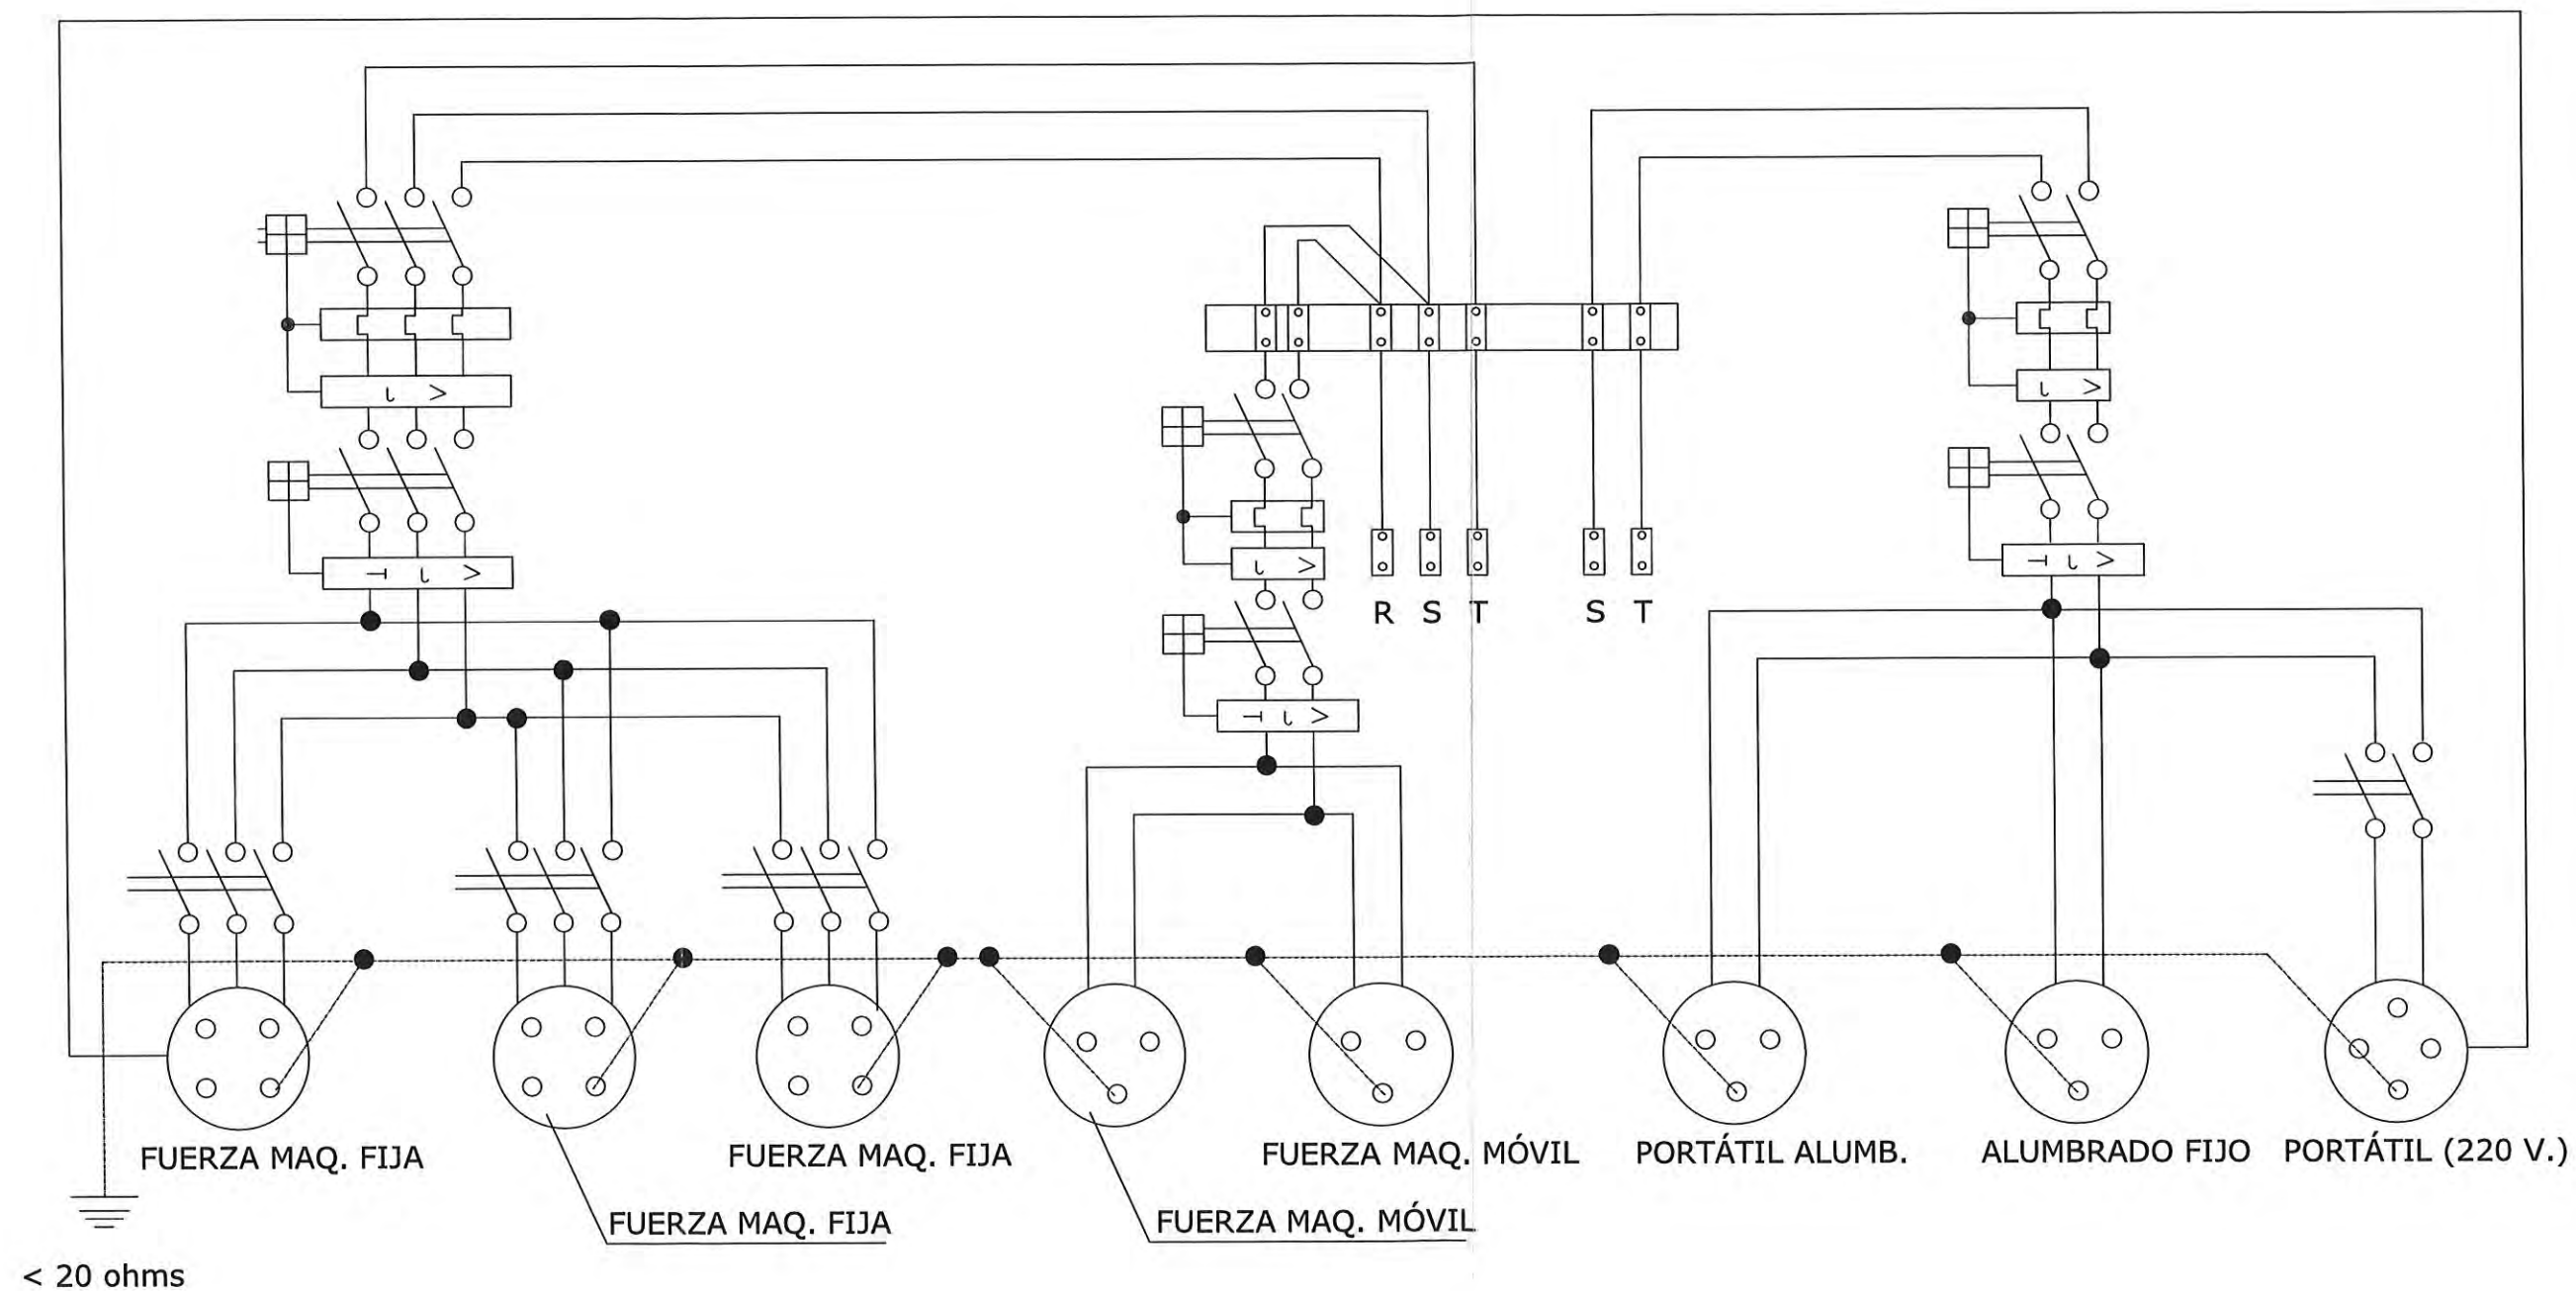 ι >
ι >
ι >
⊣ ι >
ι >
⊣ ι >
R S T S T
⊣ ι >
FUERZA MAQ. FIJA
FUERZA MAQ. FIJA
FUERZA MAQ. MÓVIL
PORTÁTIL ALUMB.
ALUMBRADO FIJO
PORTÁTIL (220 V.)
FUERZA MAQ. FIJA
FUERZA MAQ. MÓVIL
< 20 ohms